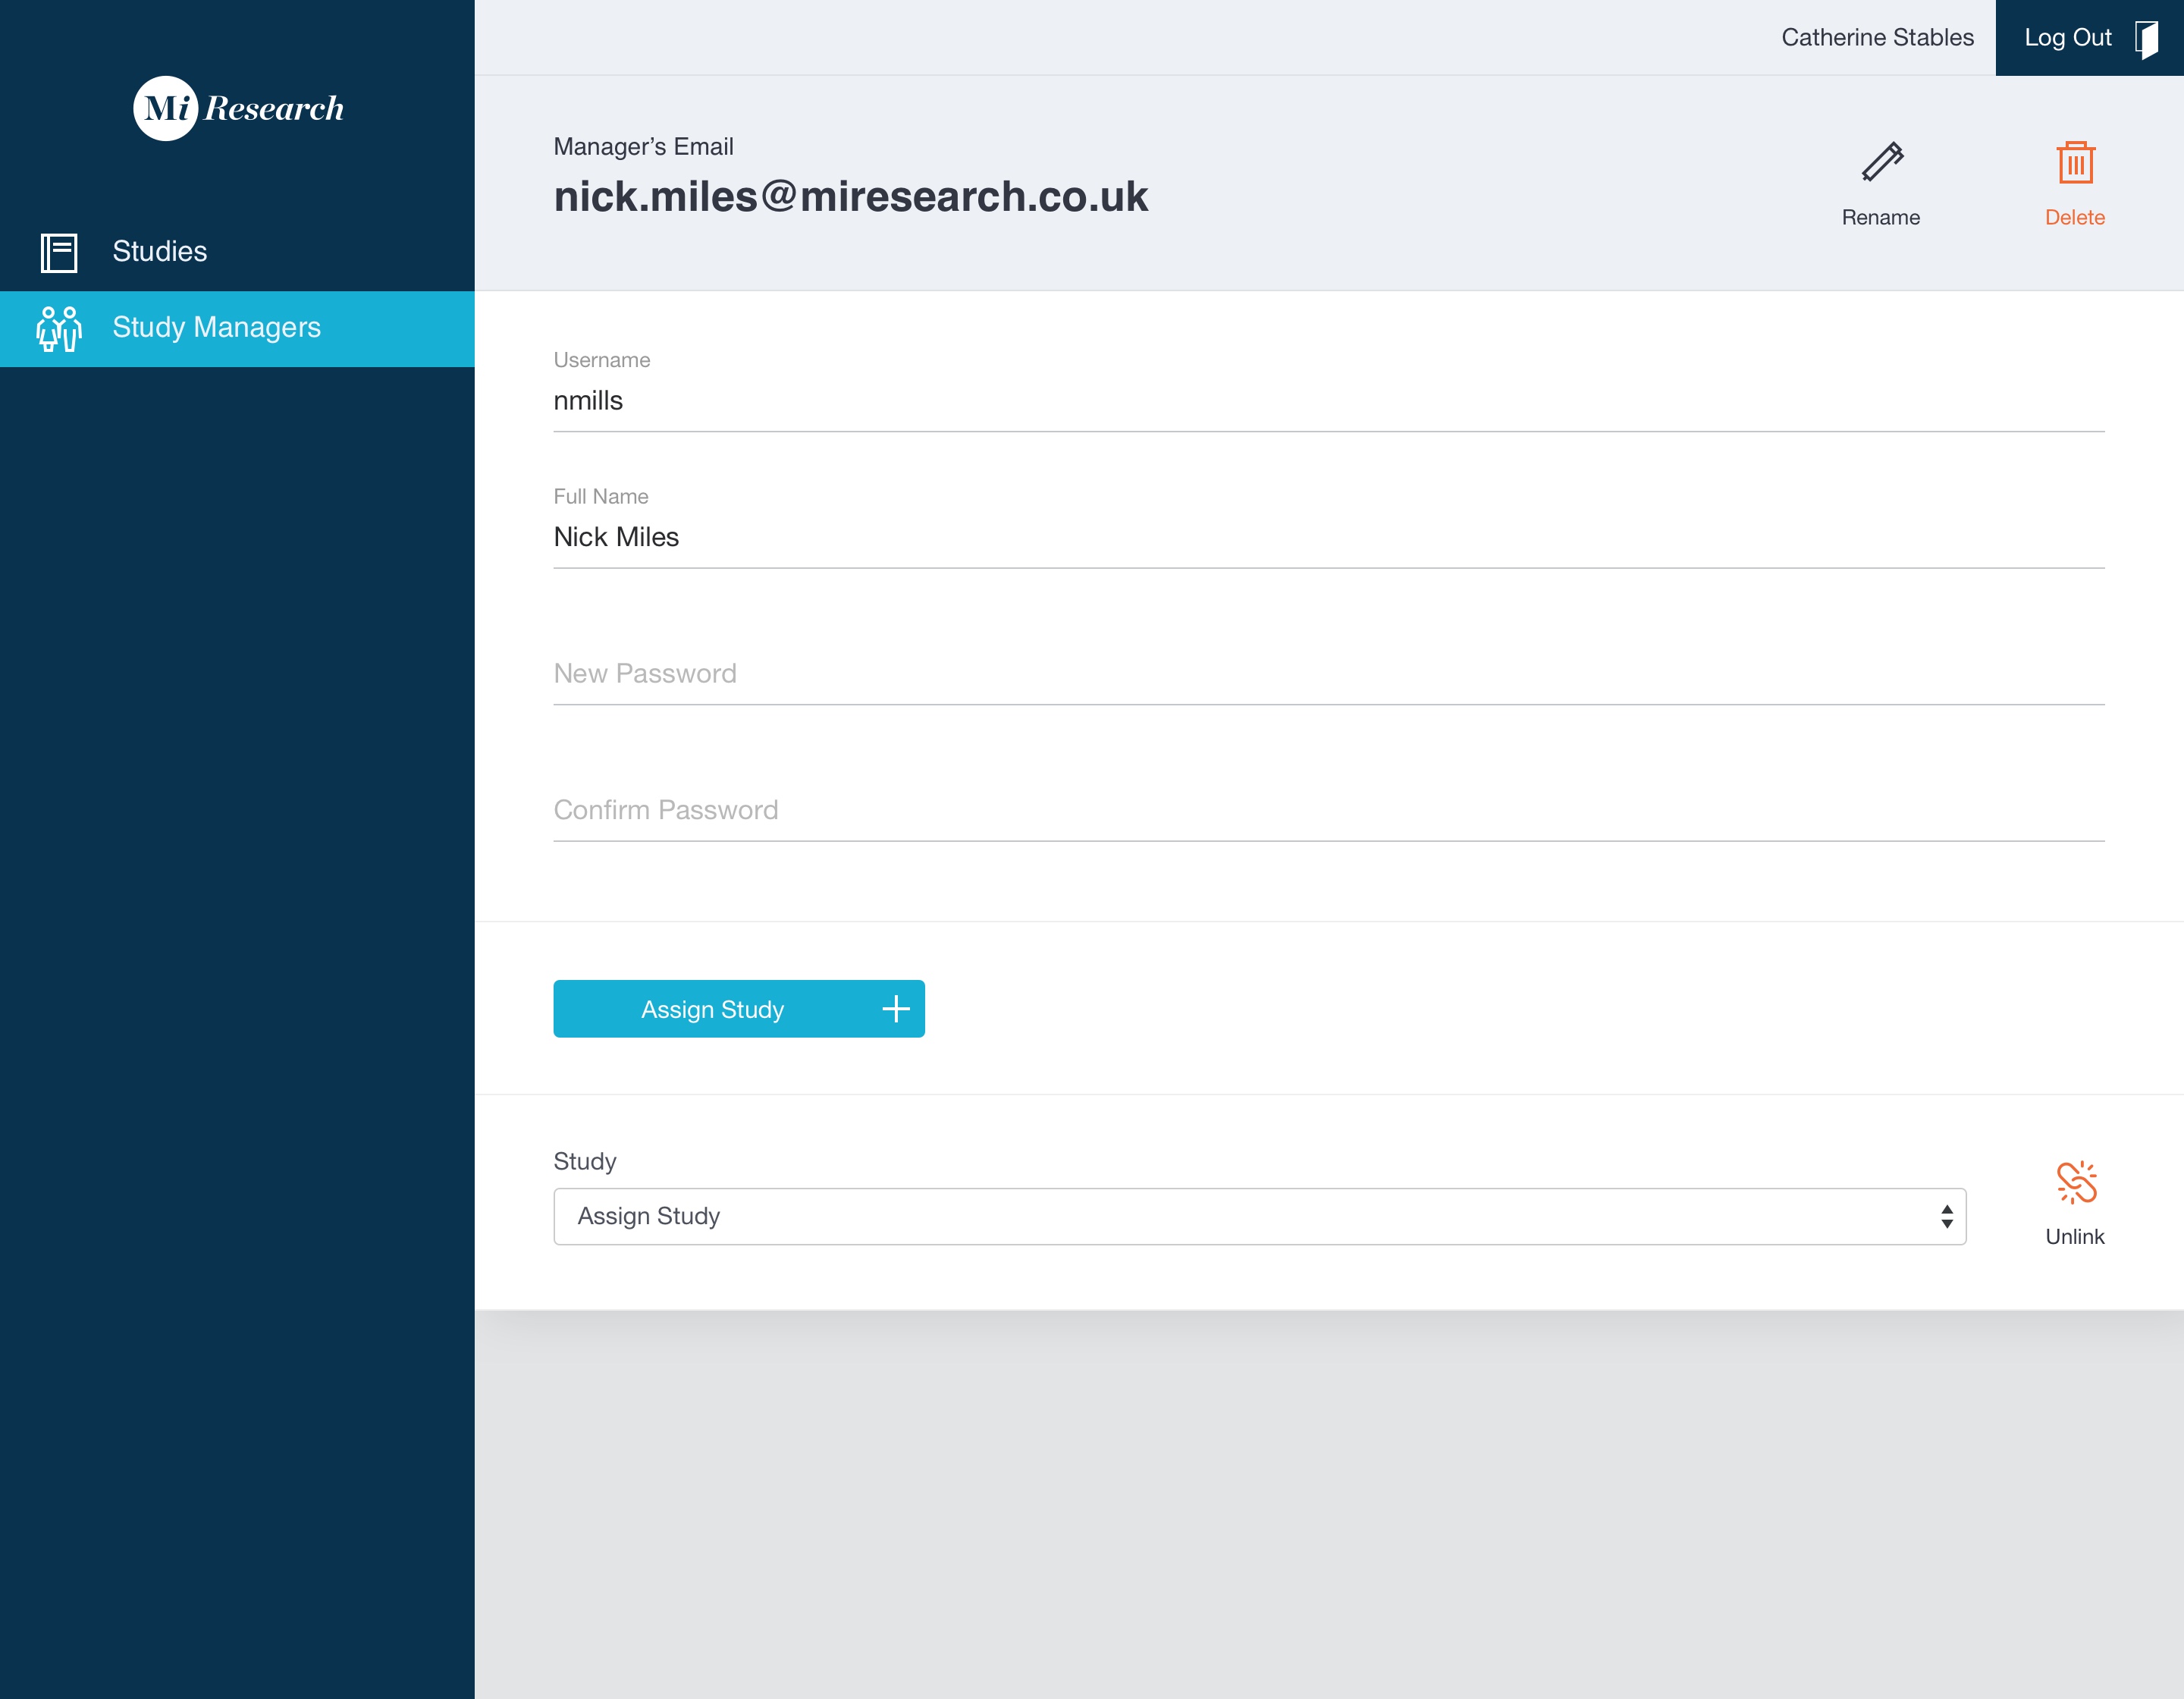 Mi Research
Studies
Study Managers
Catherine Stables
Log Out
Manager’s Email
nick.miles@miresearch.co.uk
Rename
Delete
Username
nmills
Full Name
Nick Miles
New Password
Confirm Password
Assign Study
Study
Assign Study
Unlink